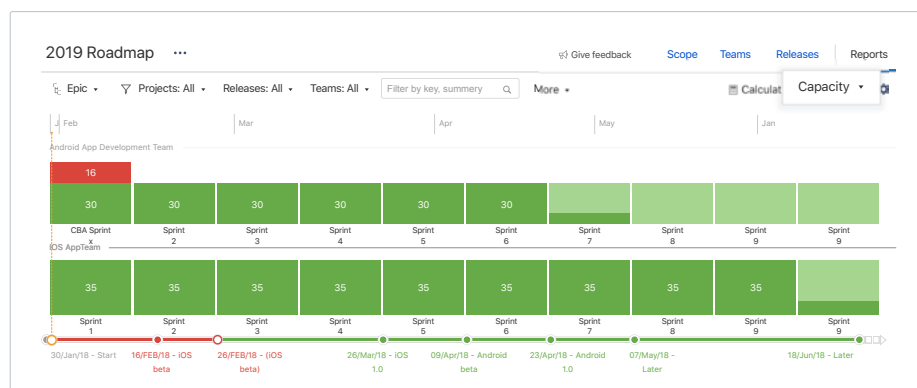 2019 Roadmap ...
Give feedback
Scope
Teams
Releases
Reports
Epic
Projects: All
Releases: All
Teams: All
Filter by key, summery
More
Calculat
Capacity
J Feb
Mar
Apr
May
Jan
Android App Development Team
16
30 30 30 30 30 30
CBA Sprint Sprint Sprint Sprint Sprint Sprint Sprint Sprint Sprint Sprint
x 2 3 4 5 6 7 8 9 9
iOS AppTeam
35 35 35 35 35 35 35 35 35
Sprint Sprint Sprint Sprint Sprint Sprint Sprint Sprint Sprint Sprint
1 2 3 4 5 6 7 8 9 9
30/Jan/18 - Start 16/FEB/18 - iOS 26/FEB/18 - (iOS 26/Mar/18 - iOS 09/Apr/18 - Android 23/Apr/18 - Android 07/May/18 - 18/Jun/18 - Later
beta beta) 1.0 beta 1.0 Later